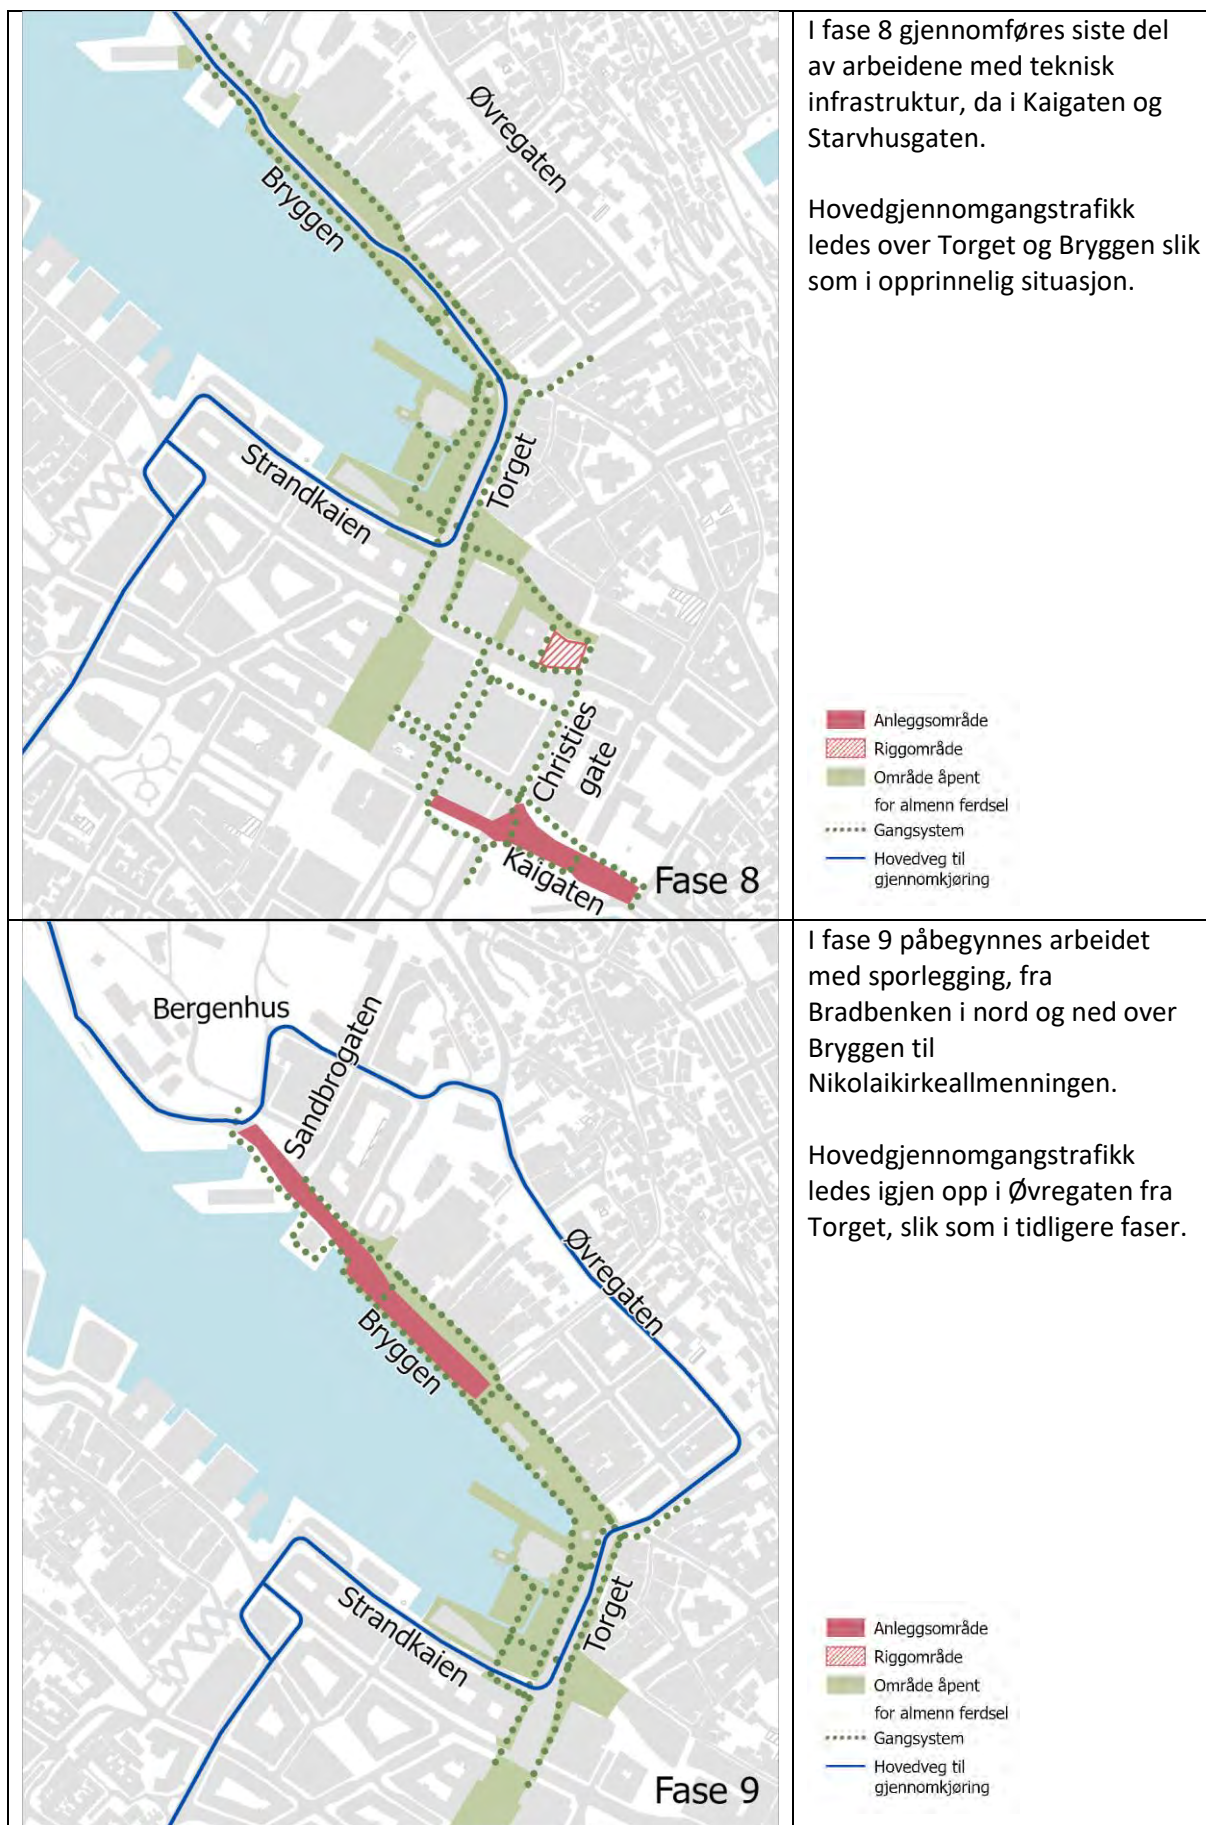 Øvregaten
Bryggen
Torget
Strandkaien
Christies
gate
Kaigaten
Fase 8
I fase 8 gjennomføres siste del
av arbeidene med teknisk
infrastruktur, da i Kaigaten og
Starvhusgaten.
Hovedgjennomgangstrafikk
ledes over Torget og Bryggen slik
som i opprinnelig situasjon.
Anleggsområde
Riggområde
Område åpent
for almenn ferdsel
Gangsystem
Hovedveg til
gjennomkjøring
Bergenhus
Sandbrogaten
Øvregaten
Bryggen
Torget
Strandkaien
Fase 9
I fase 9 påbegynnes arbeidet
med sporlegging, fra
Bradbenken i nord og ned over
Bryggen til
Nikolaikirkeallmenningen.
Hovedgjennomgangstrafikk
ledes igjen opp i Øvregaten fra
Torget, slik som i tidligere faser.
Anleggsområde
Riggområde
Område åpent
for almenn ferdsel
Gangsystem
Hovedveg til
gjennomkjøring